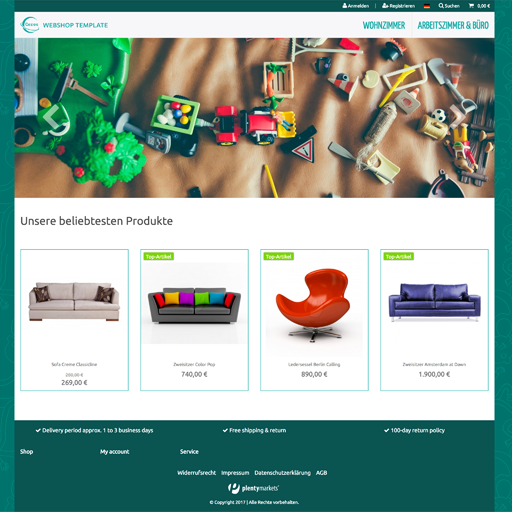 Anmelden | Registrieren Suchen 0,00 €
Ceres WEBSHOP TEMPLATE WOHNZIMMER ARBEITSZIMMER & BÜRO
Unsere beliebtesten Produkte
Top-Artikel Top-Artikel Top-Artikel
Sofa Creme Classicline Zweisitzer Color Pop Ledersessel Berlin Calling Zweisitzer Amsterdam at Dawn
269,00 € 740,00 € 890,00 € 1.900,00 €
Delivery period approx. 1 to 3 business days Free shipping & return 100-day return policy
Shop My account Service
Widerrufsrecht Impressum Datenschutzerklärung AGB
plentymarkets
© Copyright 2017 | Alle Rechte vorbehalten.